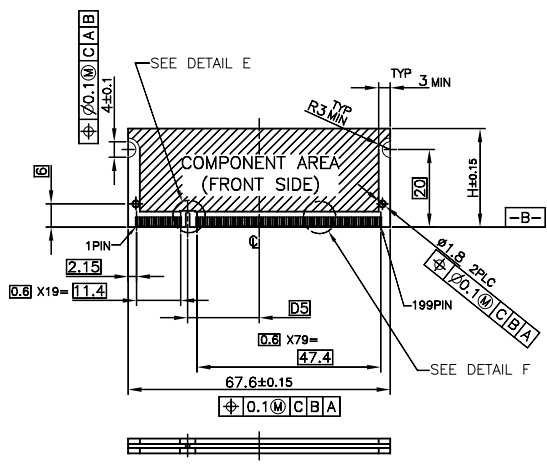 SEE DETAIL E
TYP
3 MIN
⌖ Ø0.1Ⓜ C A B
4±0.1
R3 TYP
MIN
COMPONENT AREA
(FRONT SIDE)
6
20
H±0.15
-B-
1PIN
℄
Ø1.8 2PLC
⌖ Ø0.1Ⓜ C B A
2.15
0.6 X19= 11.4
D5
199PIN
0.6 X79=
47.4
SEE DETAIL F
67.6±0.15
⌖ 0.1Ⓜ C B A